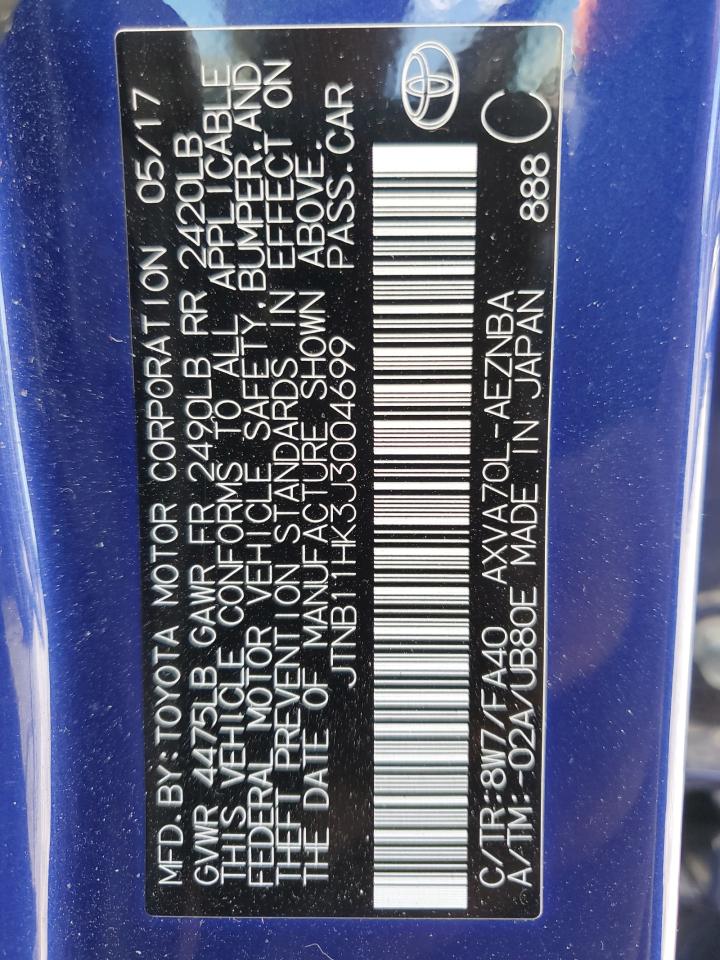 MFD.BY:TOYOTA MOTOR CORPORATION 05/17
GVWR 4475LB GAWR FR 2490LB RR 2420LB
THIS VEHICLE CONFORMS TO ALL APPLICABLE
FEDERAL MOTOR VEHICLE SAFETY,BUMPER,AND
THEFT PREVENTION STANDARDS IN EFFECT ON
THE DATE OF MANUFACTURE SHOWN ABOVE.
JTNB11HK3J3004699 PASS.CAR
C/TR:8W7/FA40 AXVA70L-AEZNBA 888
A/TM:-02A/UB80E MADE IN JAPAN
C